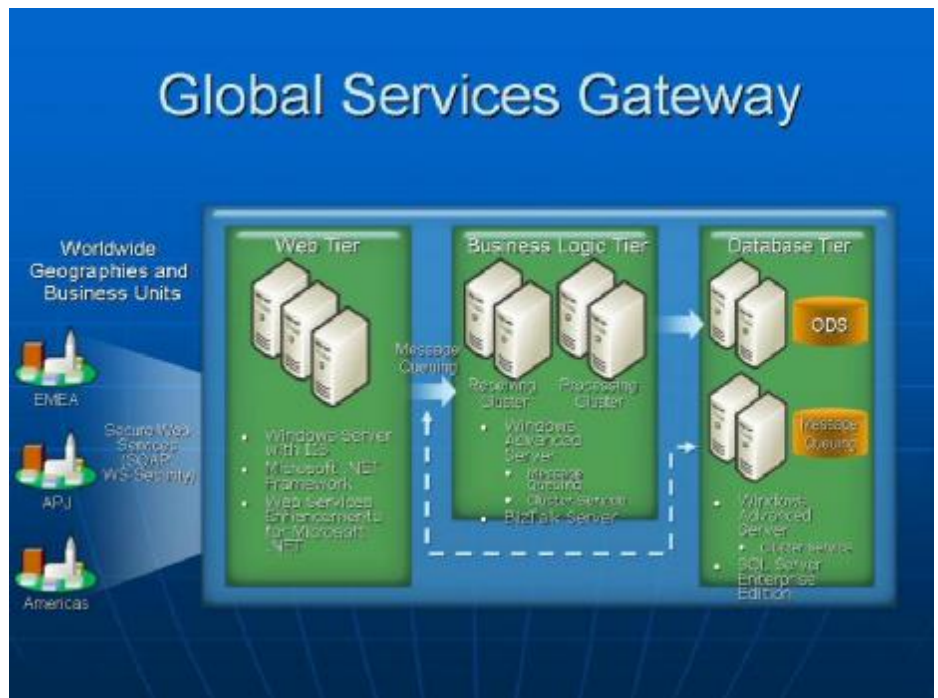 Global Services Gateway
Worldwide
Geographies and
Business Units
EMEA
APJ
Americas
Secure Web
Services
(SOAP
WS-Security)
Web Tier
Windows Server
with IIS
Microsoft .NET
Framework
Web Services
Enhancements
for Microsoft
.NET
Message
Queuing
Business Logic Tier
Receiving
Cluster
Processing
Cluster
Windows
Advanced
Server
Message
Queuing
Cluster Service
BizTalk Server
Database Tier
ODS
Message
Queuing
Windows
Advanced
Server
Cluster Service
SQL Server
Enterprise
Edition